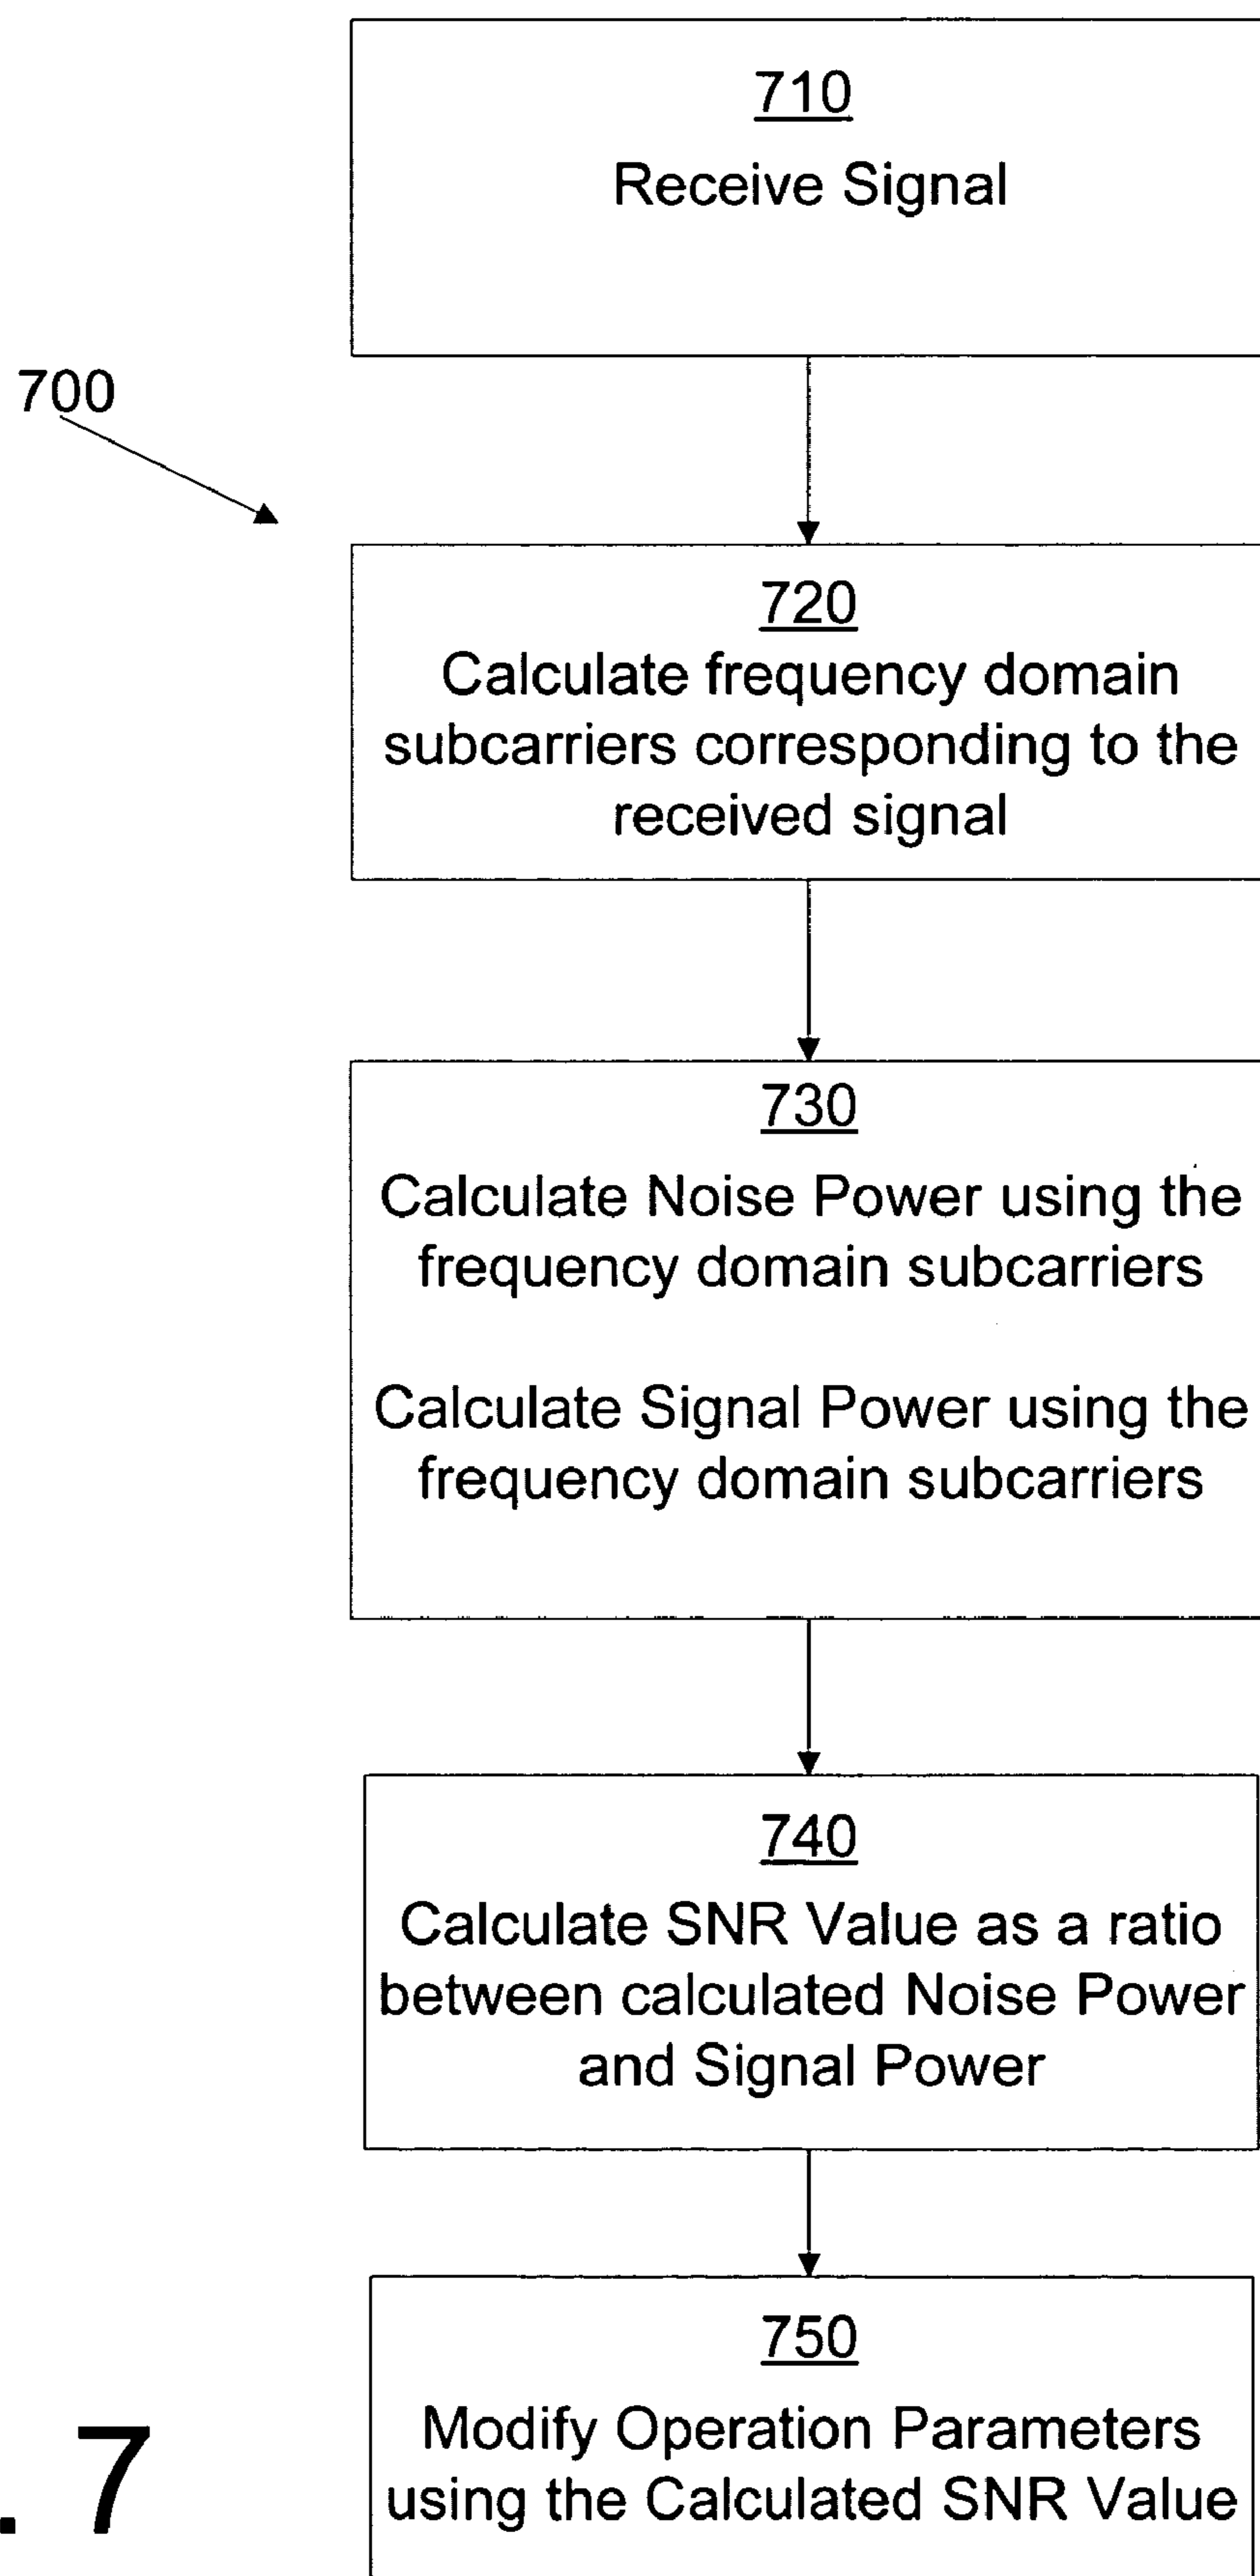 710
Receive Signal
700
720
Calculate frequency domain
subcarriers corresponding to the
received signal
730
Calculate Noise Power using the
frequency domain subcarriers
Calculate Signal Power using the
frequency domain subcarriers
740
Calculate SNR Value as a ratio
between calculated Noise Power
and Signal Power
750
Modify Operation Parameters
using the Calculated SNR Value
. 7